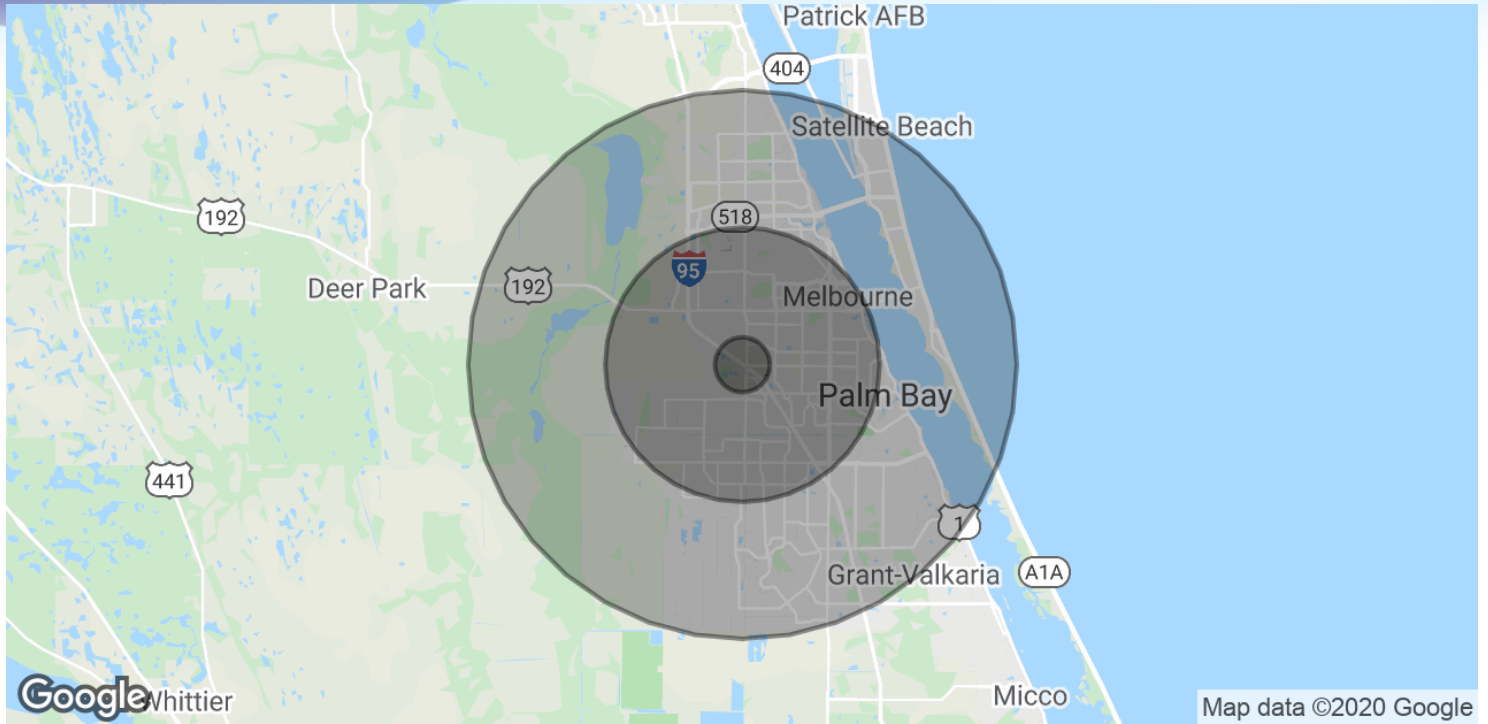 Patrick AFB
404
Satellite Beach
192
518
95
Deer Park
192
Melbourne
Palm Bay
441
1
Grant-Valkaria
A1A
Google
Whittier
Micco
Map data ©2020 Google